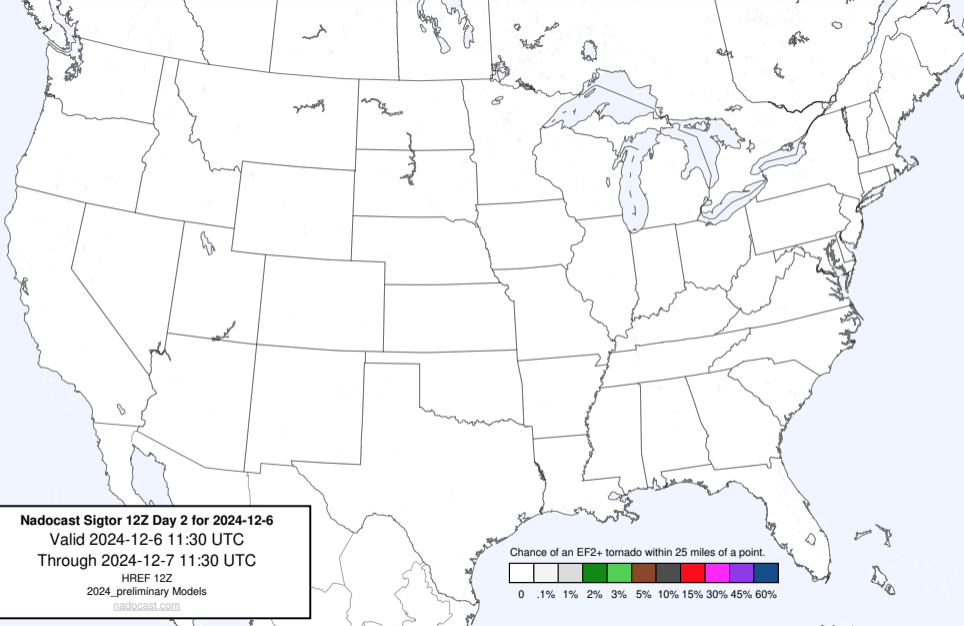 Nadocast Sigtor 12Z Day 2 for 2024-12-6
Valid 2024-12-6 11:30 UTC
Through 2024-12-7 11:30 UTC
HREF 12Z
2024_preliminary Models
nadocast.com
Chance of an EF2+ tornado within 25 miles of a point.
0 .1% 1% 2% 3% 5% 10% 15% 30% 45% 60%